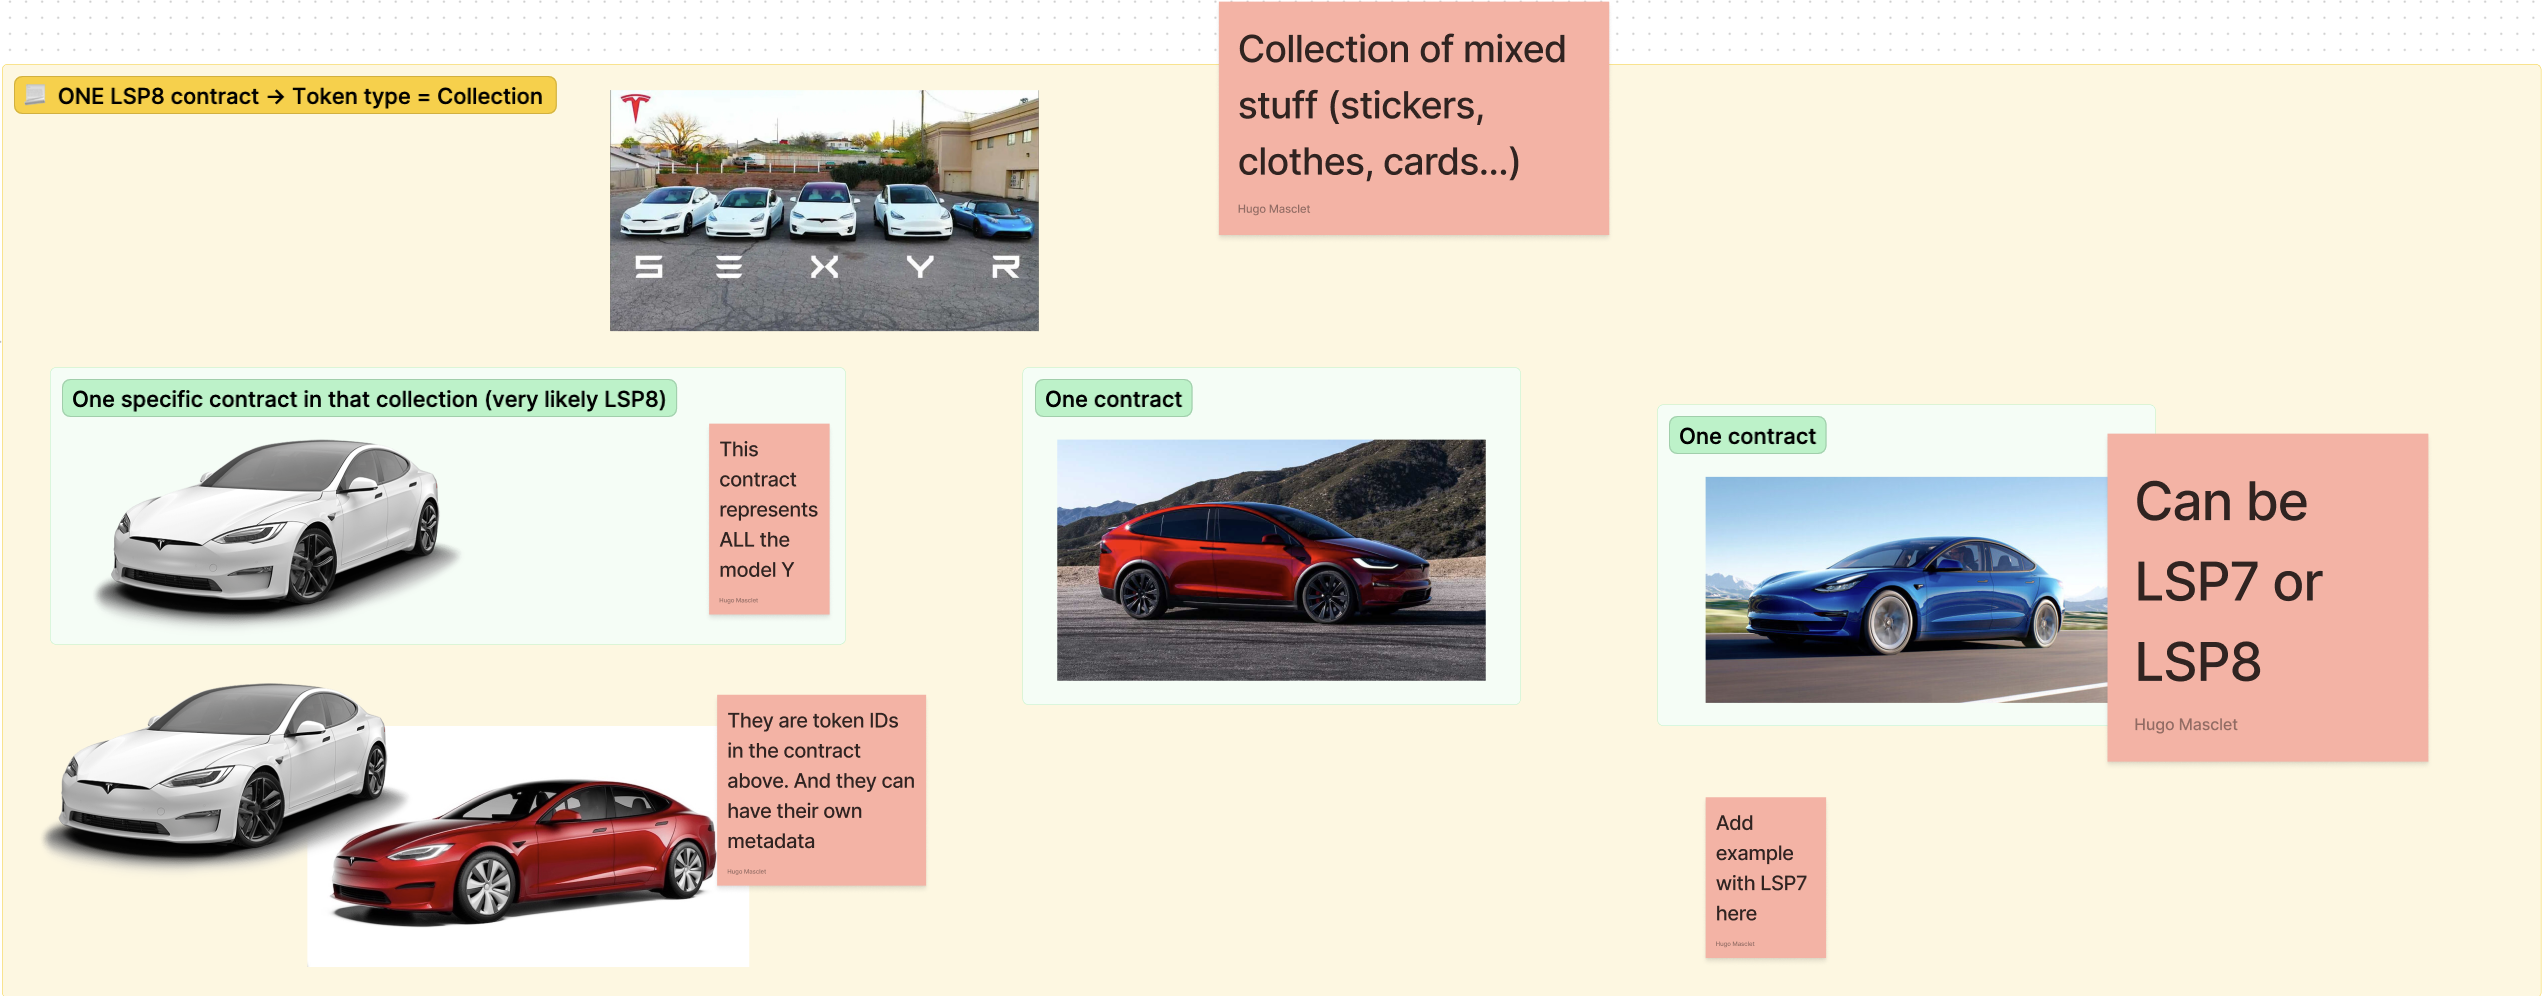 ONE LSP8 contract → Token type = Collection
S E X Y R
Collection of mixed
stuff (stickers,
clothes, cards...)
Hugo Masclet
One specific contract in that collection (very likely LSP8)
This
contract
represents
ALL the
model Y
Hugo Masclet
One contract
One contract
Can be
LSP7 or
LSP8
Hugo Masclet
They are token IDs
in the contract
above. And they can
have their own
metadata
Hugo Masclet
Add
example
with LSP7
here
Hugo Masclet